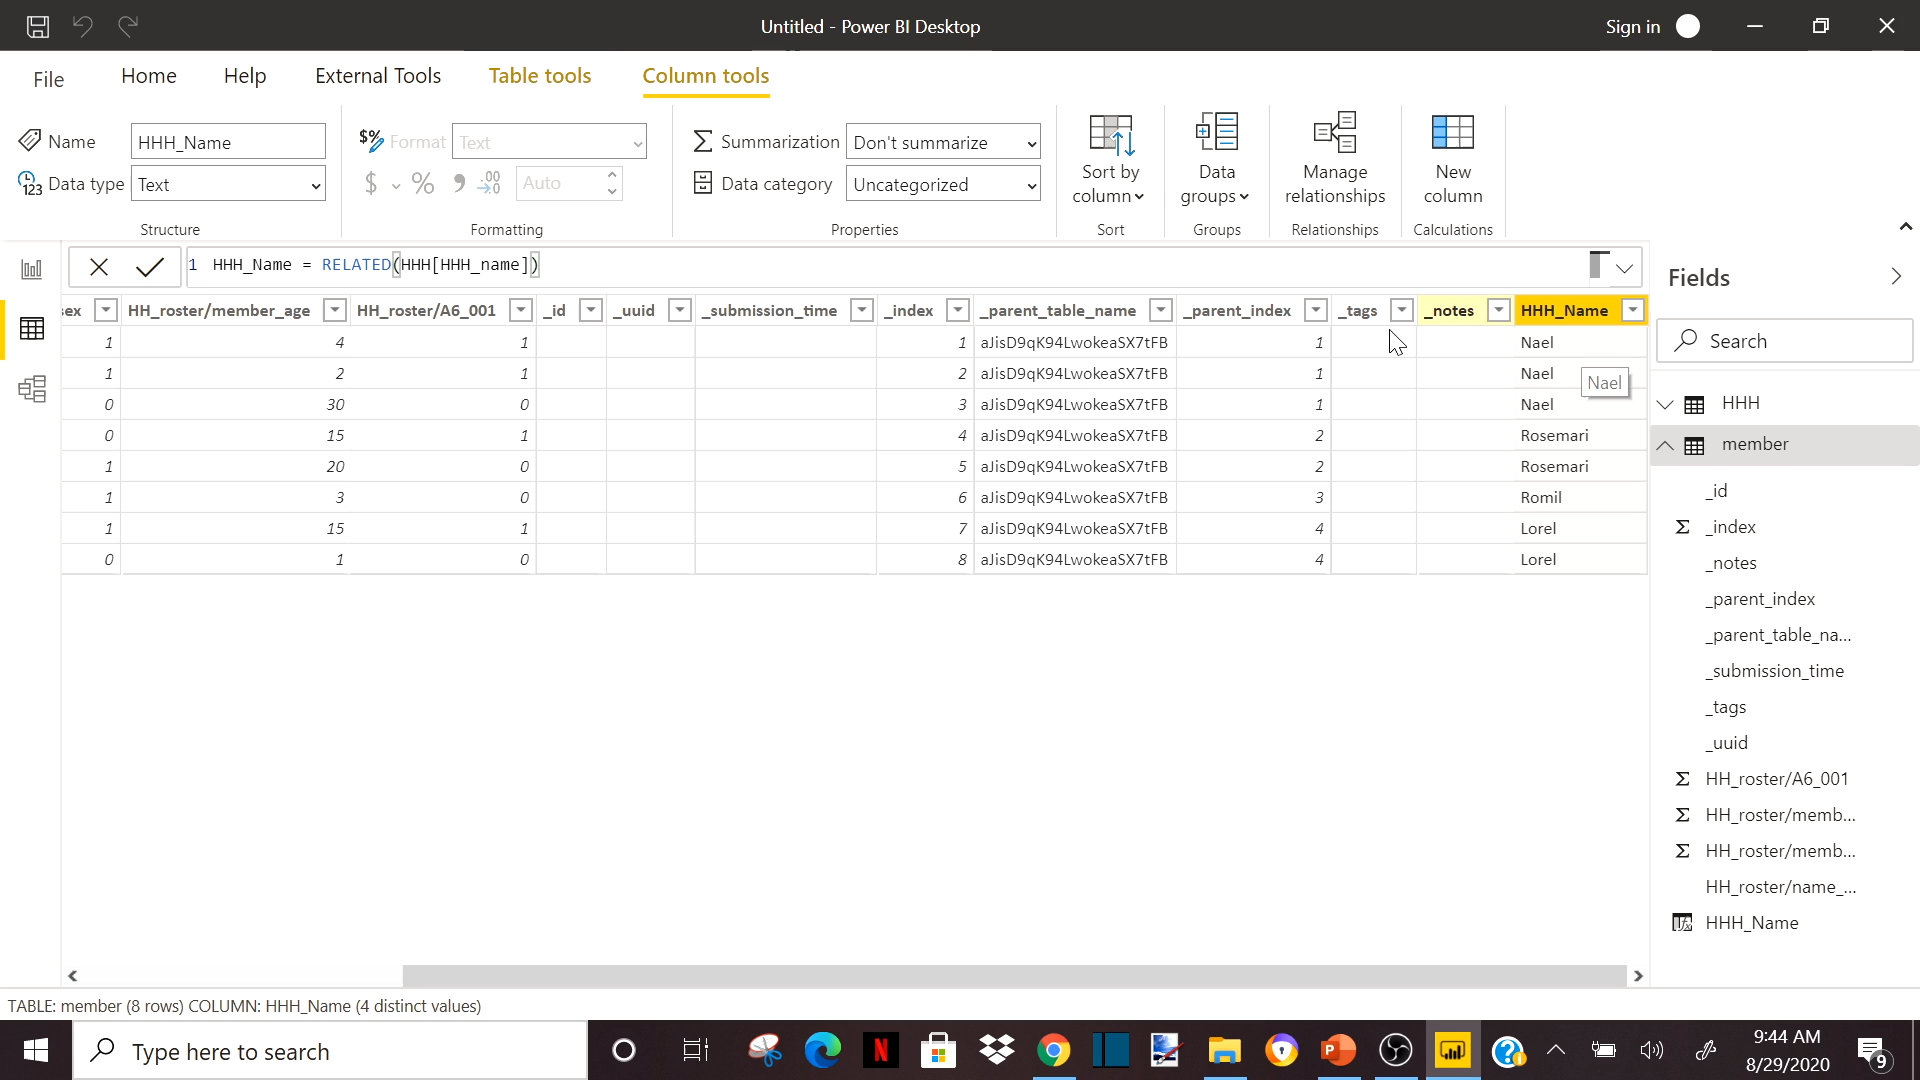 Untitled - Power BI Desktop
Sign in
File Home Help External Tools Table tools Column tools
Name HHH_Name
Data type Text
Structure
Format Text
$ % Auto
Formatting
Summarization Don't summarize
Data category Uncategorized
Properties
Sort by column
Sort
Data groups
Groups
Manage relationships
Relationships
New column
Calculations
1 HHH_Name = RELATED(HHH[HHH_name])
ex HH_roster/member_age HH_roster/A6_001 _id _uuid _submission_time _index _parent_table_name _parent_index _tags _notes HHH_Name
1 4 1 1 aJisD9qK94LwokeaSX7tFB 1 Nael
1 2 1 2 aJisD9qK94LwokeaSX7tFB 1 Nael
Nael
0 30 0 3 aJisD9qK94LwokeaSX7tFB 1 Nael
0 15 1 4 aJisD9qK94LwokeaSX7tFB 2 Rosemari
1 20 0 5 aJisD9qK94LwokeaSX7tFB 2 Rosemari
1 3 0 6 aJisD9qK94LwokeaSX7tFB 3 Romil
1 15 1 7 aJisD9qK94LwokeaSX7tFB 4 Lorel
0 1 0 8 aJisD9qK94LwokeaSX7tFB 4 Lorel
Fields
Search
HHH
member
_id
_index
_notes
_parent_index
_parent_table_na...
_submission_time
_tags
_uuid
HH_roster/A6_001
HH_roster/memb...
HH_roster/memb...
HH_roster/name_...
HHH_Name
TABLE: member (8 rows) COLUMN: HHH_Name (4 distinct values)
Type here to search
9:44 AM
8/29/2020
9